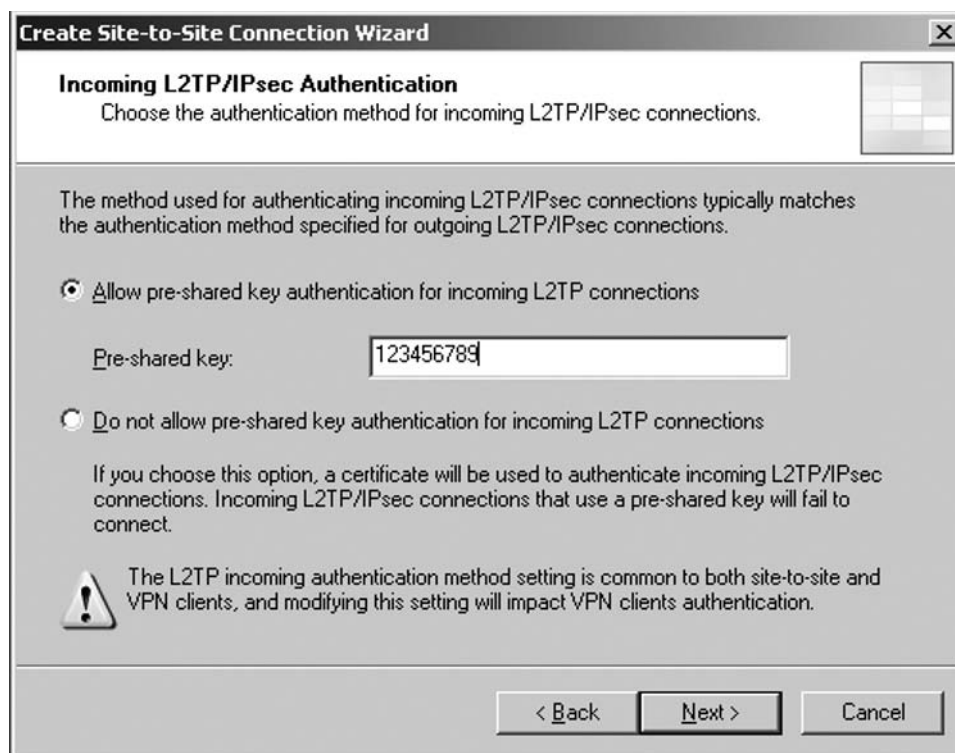 Create Site-to-Site Connection Wizard
Incoming L2TP/IPsec Authentication
Choose the authentication method for incoming L2TP/IPsec connections.
The method used for authenticating incoming L2TP/IPsec connections typically matches
the authentication method specified for outgoing L2TP/IPsec connections.
Allow pre-shared key authentication for incoming L2TP connections
Pre-shared key:
123456789
Do not allow pre-shared key authentication for incoming L2TP connections
If you choose this option, a certificate will be used to authenticate incoming L2TP/IPsec
connections. Incoming L2TP/IPsec connections that use a pre-shared key will fail to
connect.
The L2TP incoming authentication method setting is common to both site-to-site and
VPN clients, and modifying this setting will impact VPN clients authentication.
< Back
Next >
Cancel